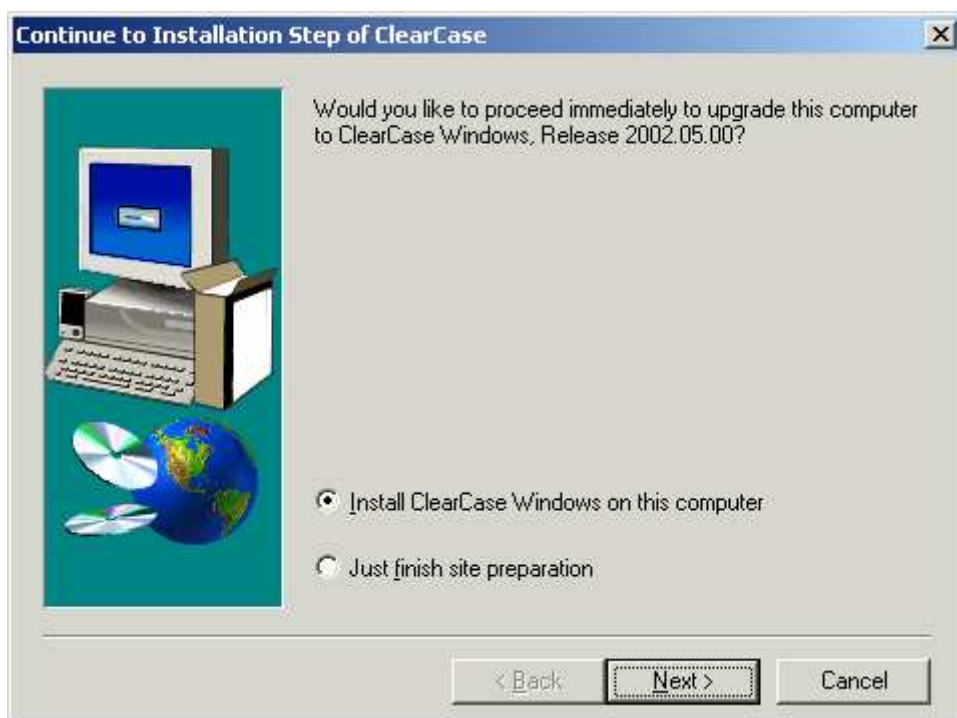 Continue to Installation Step of ClearCase
Would you like to proceed immediately to upgrade this computer
to ClearCase Windows, Release 2002.05.00?
Install ClearCase Windows on this computer
Just finish site preparation
< Back
Next >
Cancel